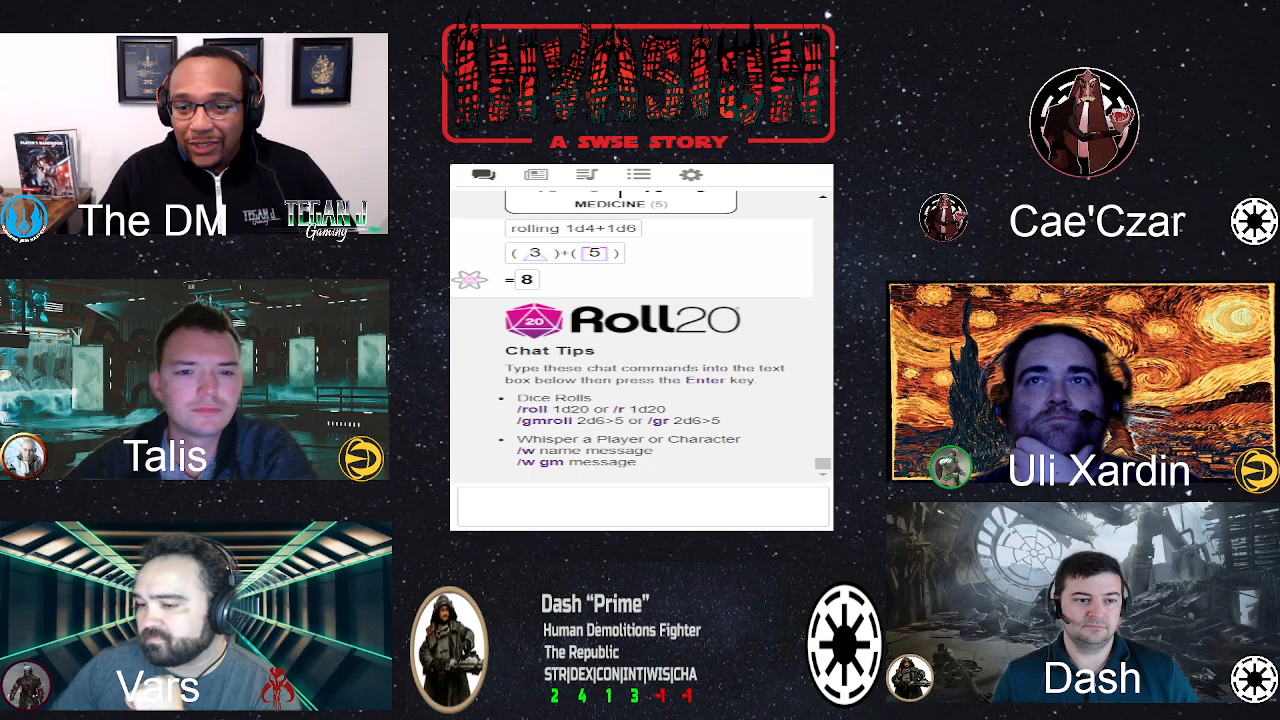 INVASION
A SWSE STORY
PLAYER'S HANDBOOK
The DM
TEGAN J
Gaming
TEGAN J
Cae'Czar
MEDICINE (5)
rolling 1d4+1d6
( 3 )+( 5 )
=8
20
Roll20
Chat Tips
Type these chat commands into the text
box below then press the Enter key.
• Dice Rolls
/roll 1d20 or /r 1d20
/gmroll 2d6>5 or /gr 2d6>5
• Whisper a Player or Character
/w name message
/w gm message
Talis
Uli Xardin
Vars
Dash "Prime"
Human Demolitions Fighter
The Republic
STR|DEX|CON|INT|WIS|CHA
2 4 1 3 -1 -1
Dash